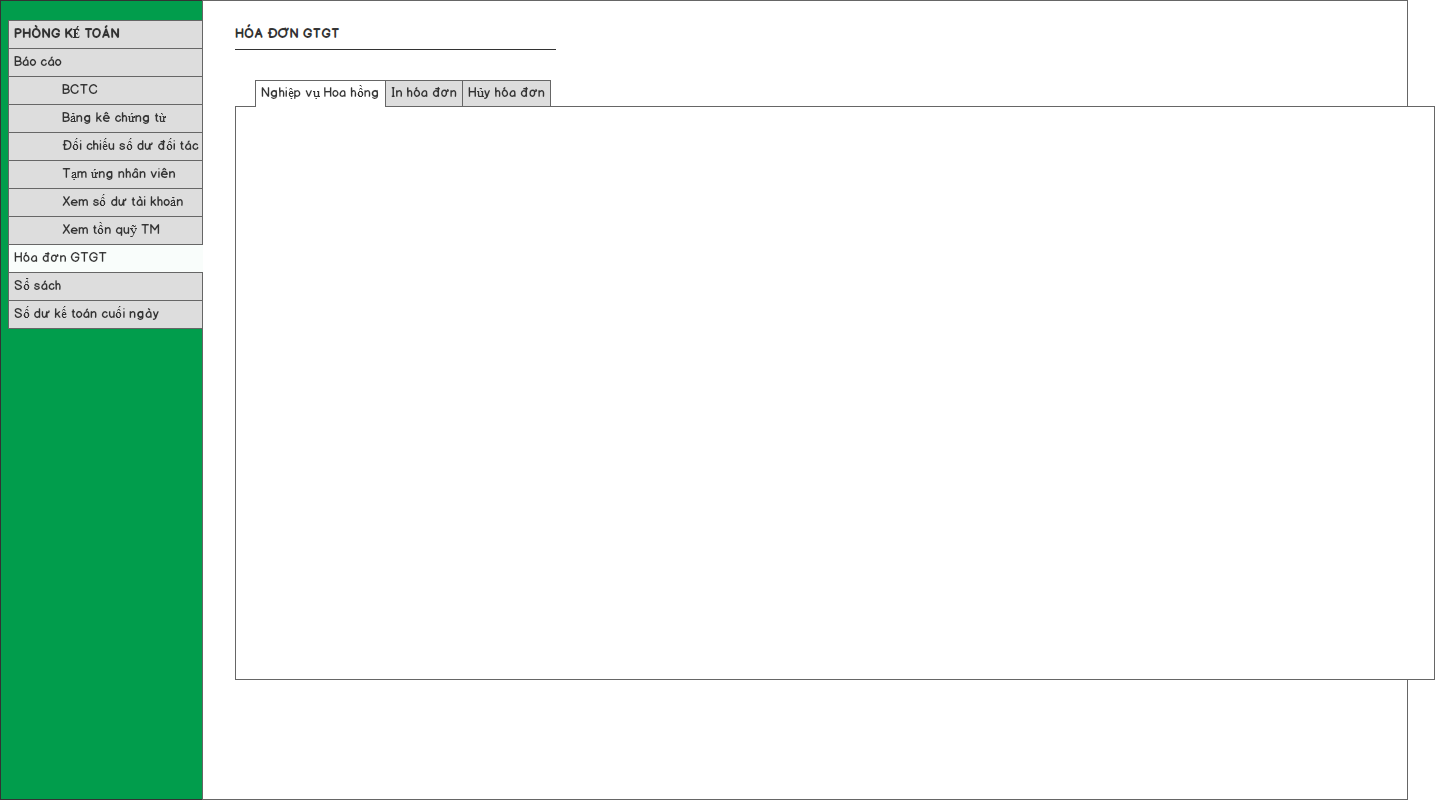 PHÒNG KẾ TOÁN
Báo cáo
BCTC
Bảng kê chứng từ
Đối chiếu số dư đối tác
Tạm ứng nhân viên
Xem số dư tài khoản
Xem tồn quỹ TM
Hóa đơn GTGT
Sổ sách
Số dư kế toán cuối ngày
HÓA ĐƠN GTGT
Nghiệp vụ Hoa hồng
In hóa đơn
Hủy hóa đơn